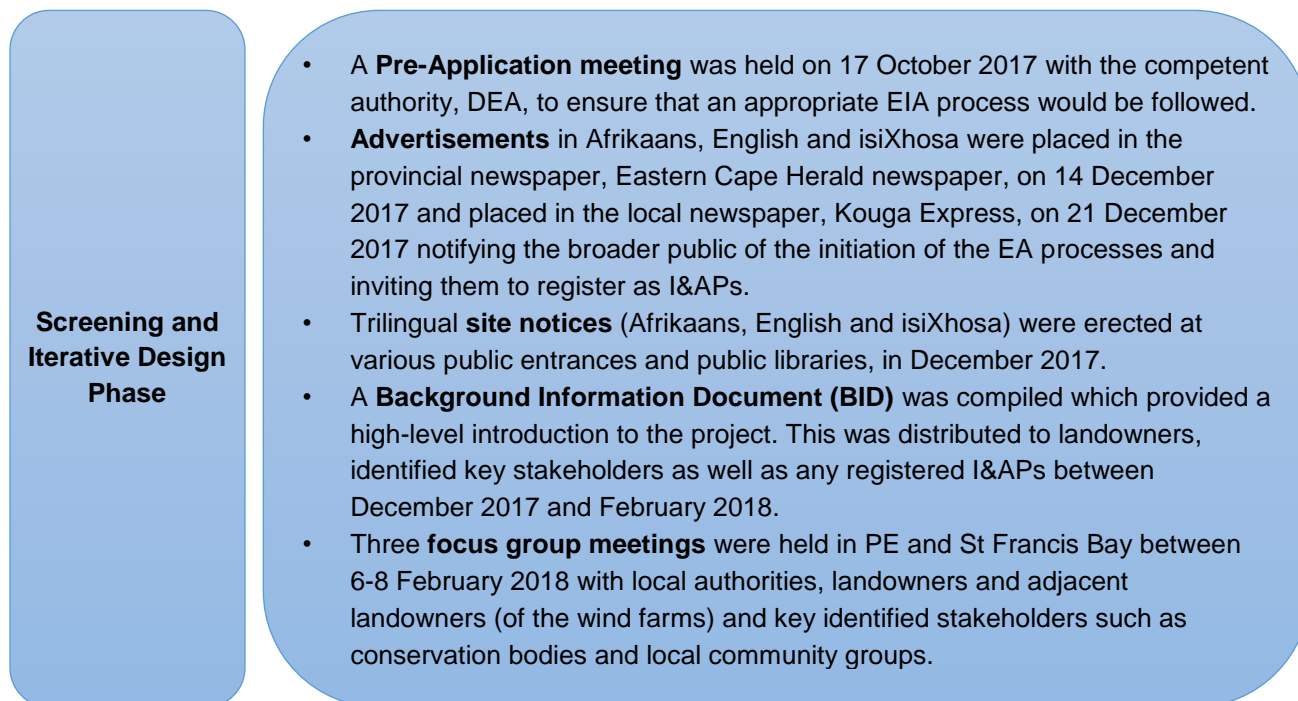 Screening and
Iterative Design
Phase
• A Pre-Application meeting was held on 17 October 2017 with the competent
authority, DEA, to ensure that an appropriate EIA process would be followed.
• Advertisements in Afrikaans, English and isiXhosa were placed in the
provincial newspaper, Eastern Cape Herald newspaper, on 14 December
2017 and placed in the local newspaper, Kouga Express, on 21 December
2017 notifying the broader public of the initiation of the EA processes and
inviting them to register as I&APs.
• Trilingual site notices (Afrikaans, English and isiXhosa) were erected at
various public entrances and public libraries, in December 2017.
• A Background Information Document (BID) was compiled which provided a
high-level introduction to the project. This was distributed to landowners,
identified key stakeholders as well as any registered I&APs between
December 2017 and February 2018.
• Three focus group meetings were held in PE and St Francis Bay between
6-8 February 2018 with local authorities, landowners and adjacent
landowners (of the wind farms) and key identified stakeholders such as
conservation bodies and local community groups.